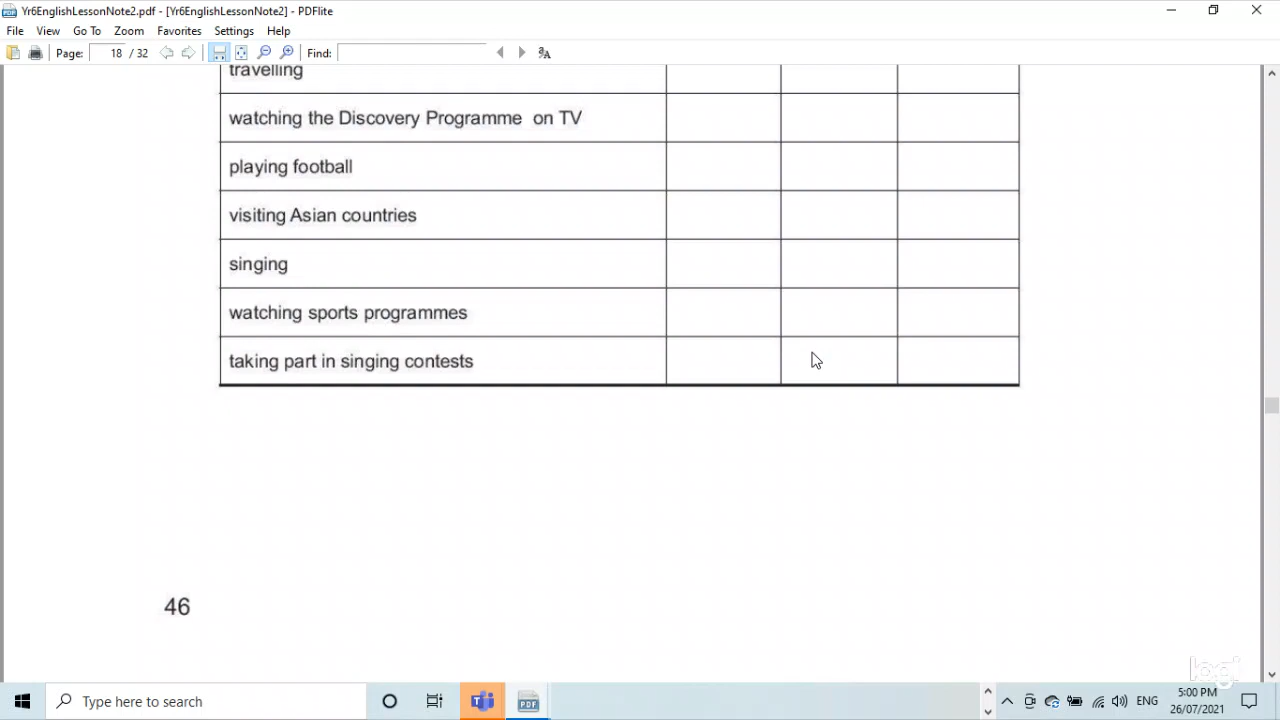 Yr6EnglishLessonNote2.pdf - [Yr6EnglishLessonNote2] - PDFlite
File View Go To Zoom Favorites Settings Help
Page: 18 / 32 Find:
travelling
watching the Discovery Programme on TV
playing football
visiting Asian countries
singing
watching sports programmes
taking part in singing contests
46
logi
Type here to search
ENG
5:00 PM
26/07/2021